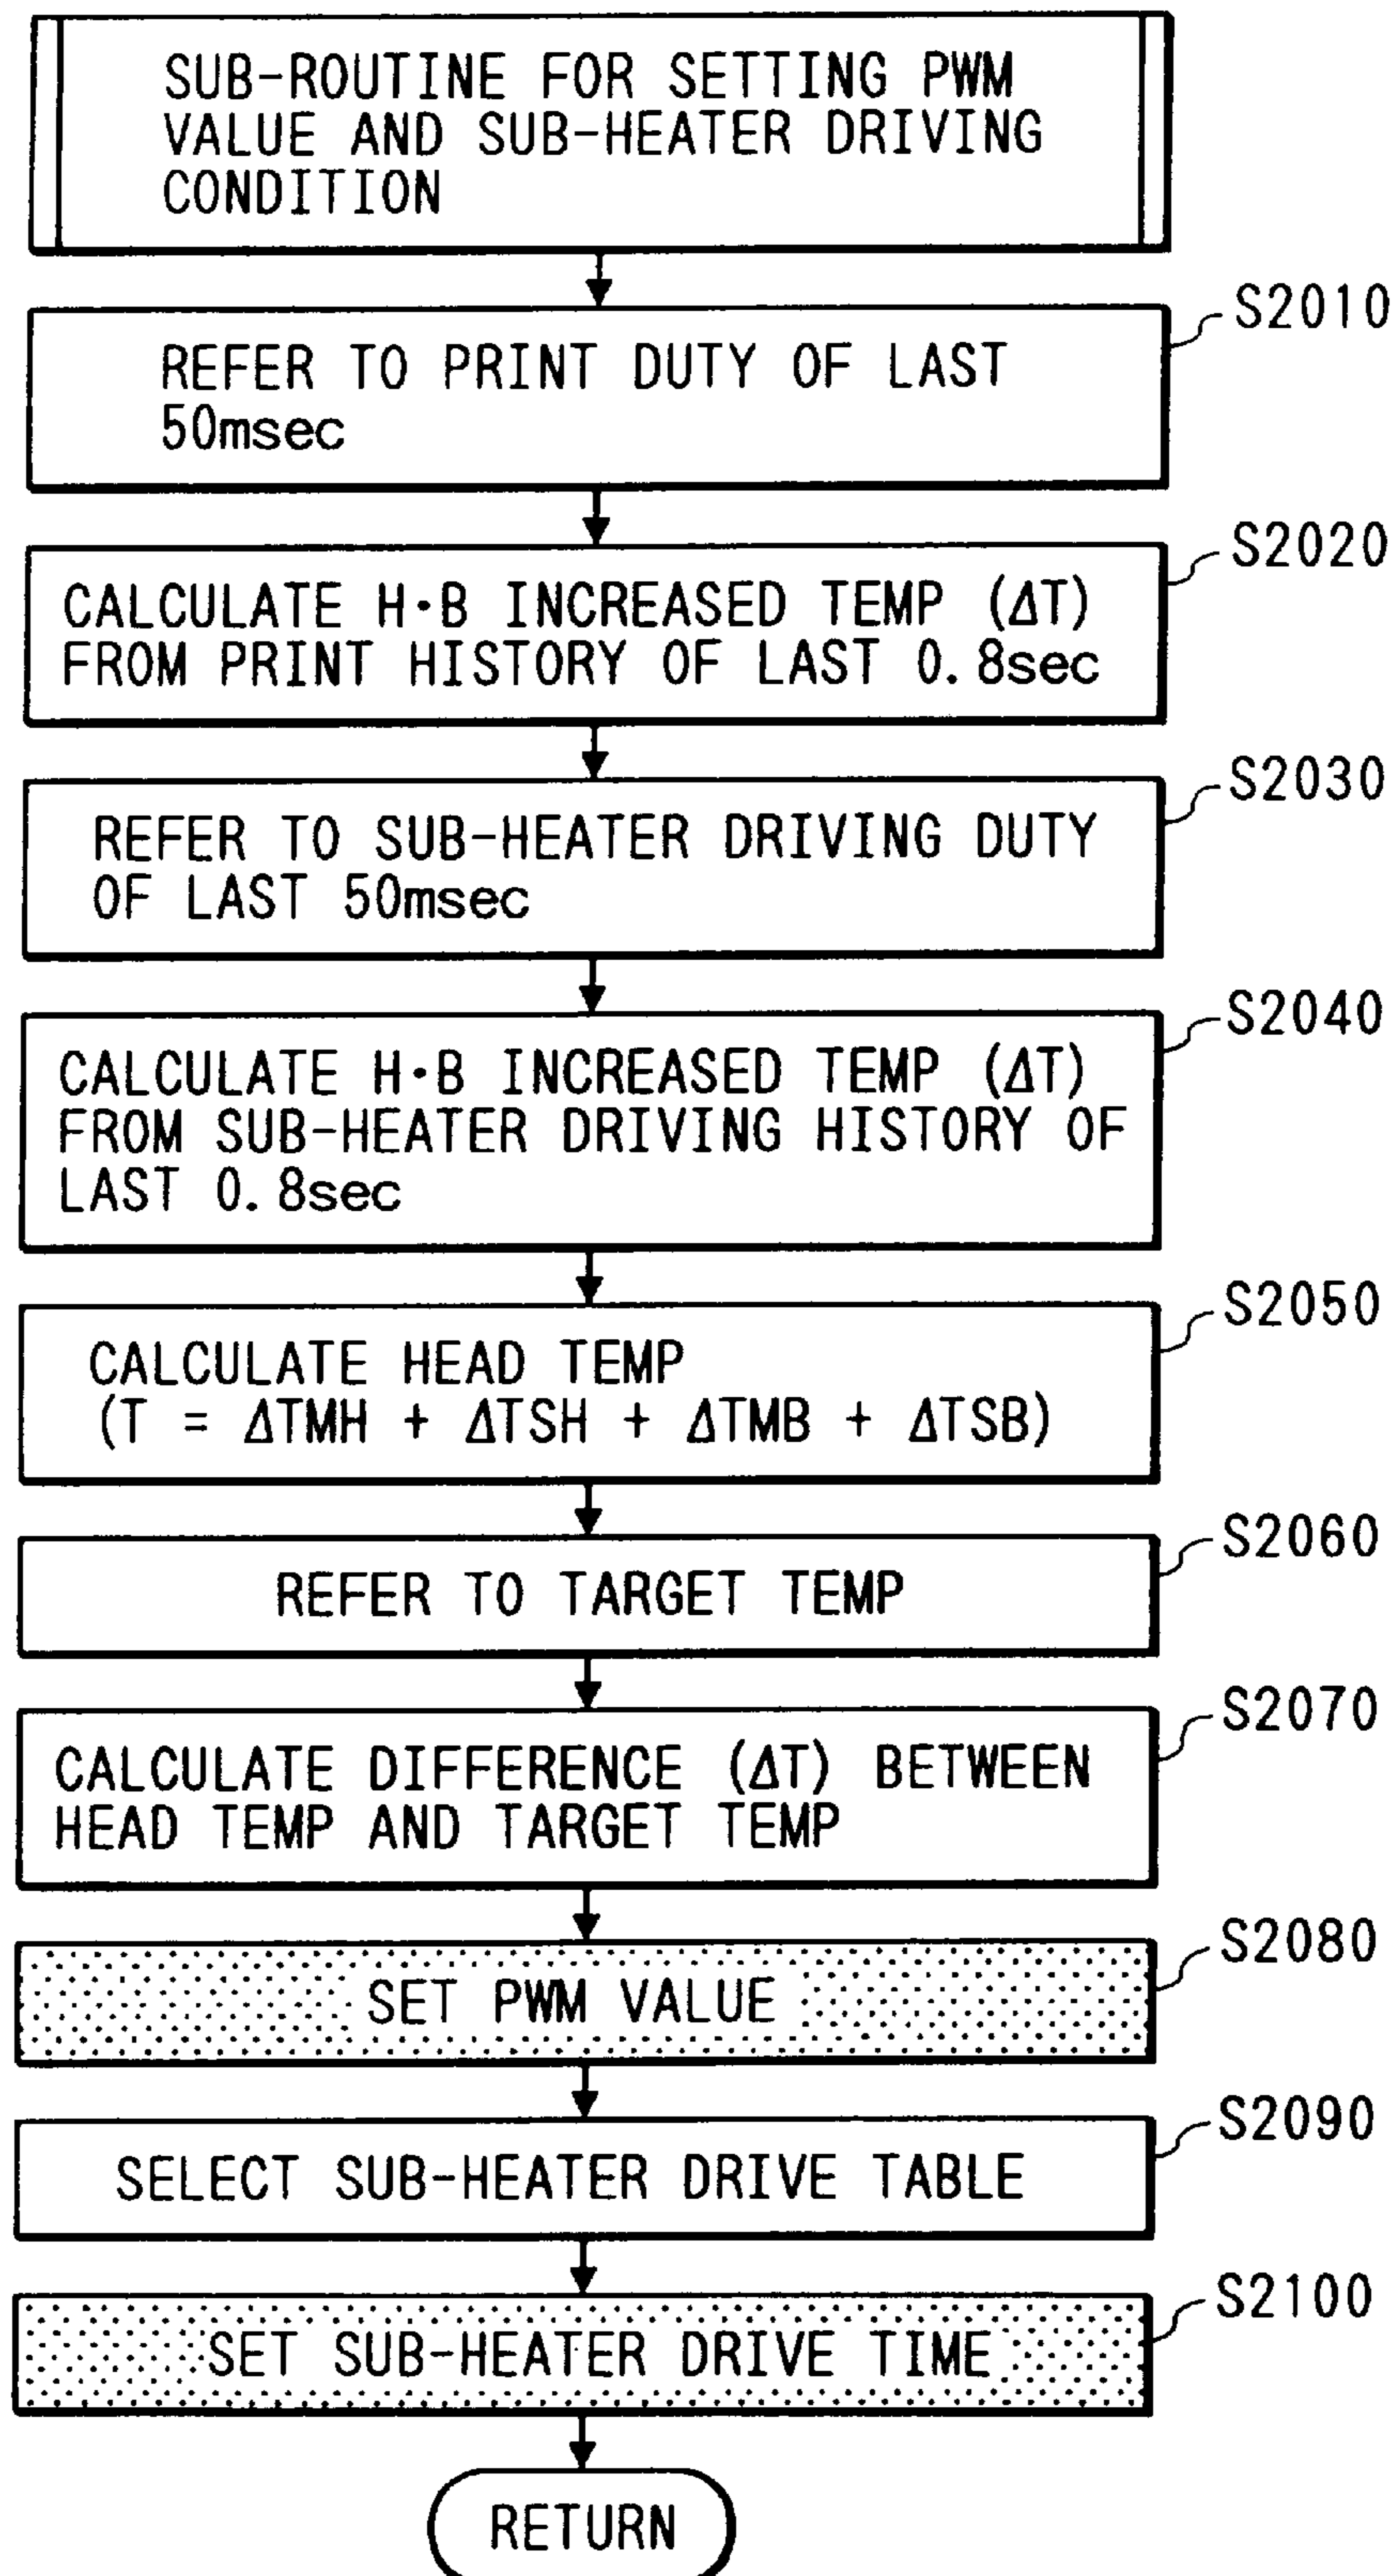 SUB-ROUTINE FOR SETTING PWM
VALUE AND SUB-HEATER DRIVING
CONDITION
S2010
REFER TO PRINT DUTY OF LAST
50msec
S2020
CALCULATE H·B INCREASED TEMP (ΔT)
FROM PRINT HISTORY OF LAST 0.8sec
S2030
REFER TO SUB-HEATER DRIVING DUTY
OF LAST 50msec
S2040
CALCULATE H·B INCREASED TEMP (ΔT)
FROM SUB-HEATER DRIVING HISTORY OF
LAST 0.8sec
S2050
CALCULATE HEAD TEMP
(T = ΔTMH + ΔTSH + ΔTMB + ΔTSB)
S2060
REFER TO TARGET TEMP
S2070
CALCULATE DIFFERENCE (ΔT) BETWEEN
HEAD TEMP AND TARGET TEMP
S2080
SET PWM VALUE
S2090
SELECT SUB-HEATER DRIVE TABLE
S2100
SET SUB-HEATER DRIVE TIME
RETURN